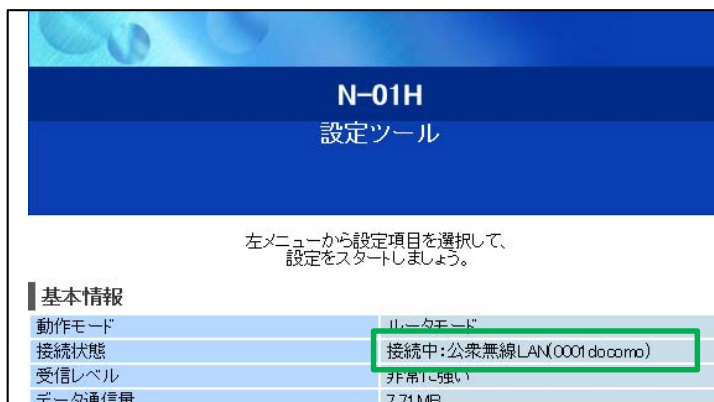 N-01H
設定ツール
左メニューから設定項目を選択して、
設定をスタートしましょう。
基本情報
動作モード ルータモード
接続状態 接続中:公衆無線LAN(0001docomo)
受信レベル 非常に強い
データ通信量 7.71MB